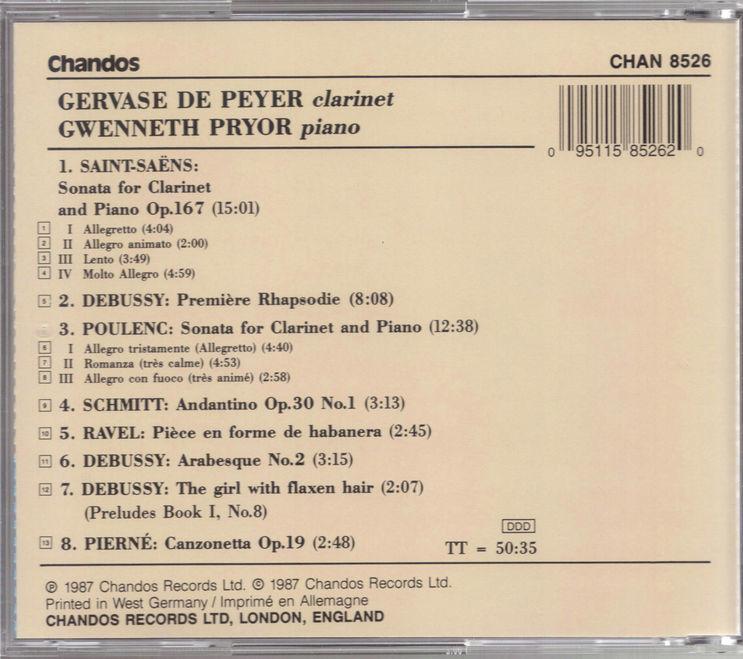 Chandos
CHAN 8526
GERVASE DE PEYER clarinet
GWENNETH PRYOR piano
0 95115 85262 0
1. SAINT-SAËNS:
Sonata for Clarinet
and Piano Op.167 (15:01)
1 I Allegretto (4:04)
2 II Allegro animato (2:00)
3 III Lento (3:49)
4 IV Molto Allegro (4:59)
5 2. DEBUSSY: Première Rhapsodie (8:08)
3. POULENC: Sonata for Clarinet and Piano (12:38)
6 I Allegro tristamente (Allegretto) (4:40)
7 II Romanza (très calme) (4:53)
8 III Allegro con fuoco (très animé) (2:58)
9 4. SCHMITT: Andantino Op.30 No.1 (3:13)
10 5. RAVEL: Pièce en forme de habanera (2:45)
11 6. DEBUSSY: Arabesque No.2 (3:15)
12 7. DEBUSSY: The girl with flaxen hair (2:07)
(Preludes Book I, No.8)
13 8. PIERNÉ: Canzonetta Op.19 (2:48)
DDD
TT = 50:35
℗ 1987 Chandos Records Ltd. © 1987 Chandos Records Ltd.
Printed in West Germany / Imprimé en Allemagne
CHANDOS RECORDS LTD, LONDON, ENGLAND